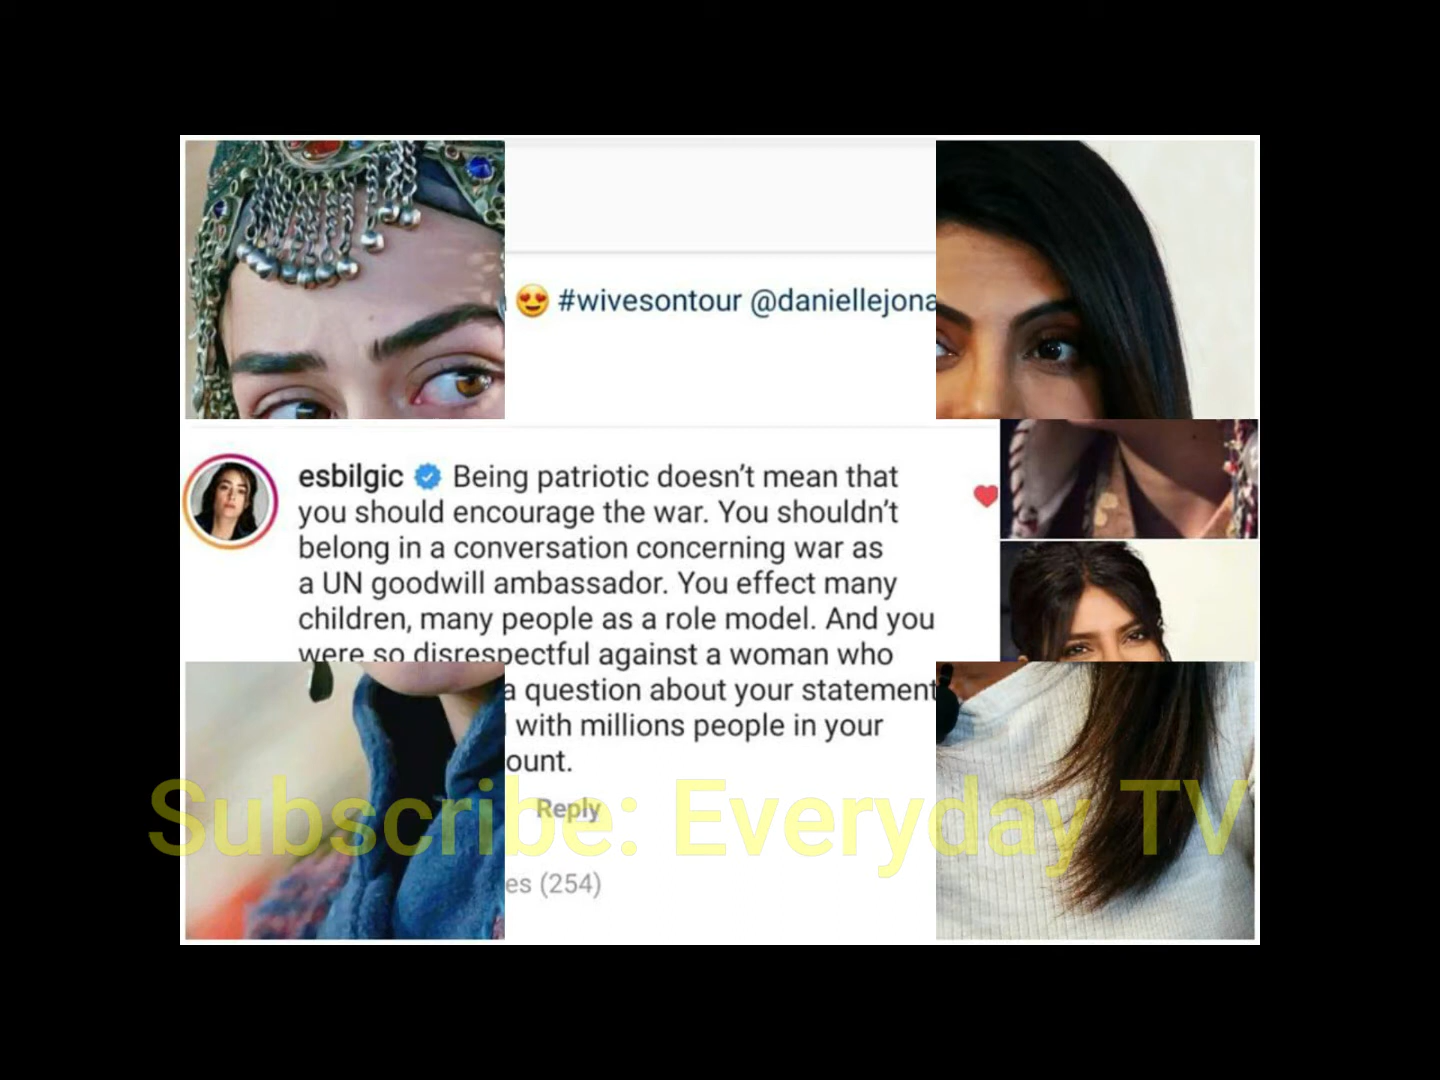 😍 #wivesontour @daniellejona
esbilgic Being patriotic doesn't mean that
you should encourage the war. You shouldn't
belong in a conversation concerning war as
a UN goodwill ambassador. You effect many
children, many people as a role model. And you
were so disrespectful against a woman who
a question about your statement
with millions people in your
ount.
Reply
Subscribe: Everyday TV
es (254)